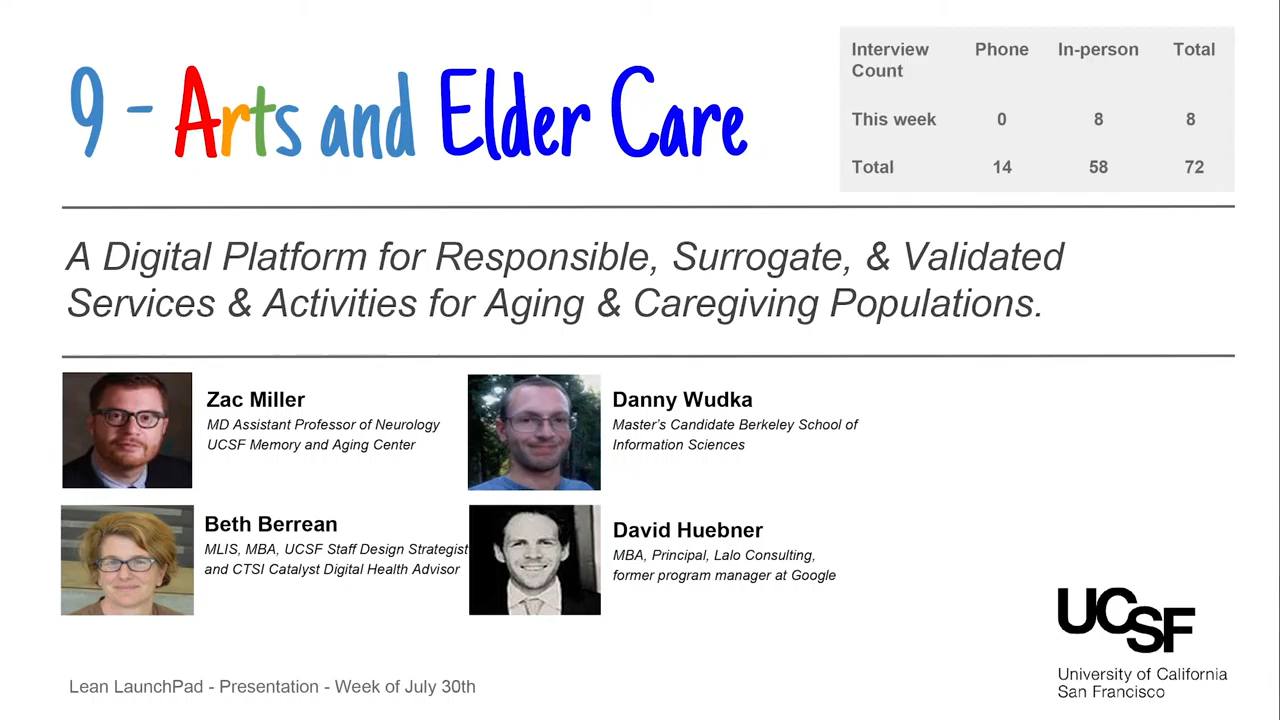 9 - Arts and Elder Care
Interview Count Phone In-person Total
This week 0 8 8
Total 14 58 72
A Digital Platform for Responsible, Surrogate, & Validated
Services & Activities for Aging & Caregiving Populations.
Zac Miller
MD Assistant Professor of Neurology
UCSF Memory and Aging Center
Danny Wudka
Master's Candidate Berkeley School of
Information Sciences
Beth Berrean
MLIS, MBA, UCSF Staff Design Strategist
and CTSI Catalyst Digital Health Advisor
David Huebner
MBA, Principal, Lalo Consulting,
former program manager at Google
UCSF
University of California
San Francisco
Lean LaunchPad - Presentation - Week of July 30th